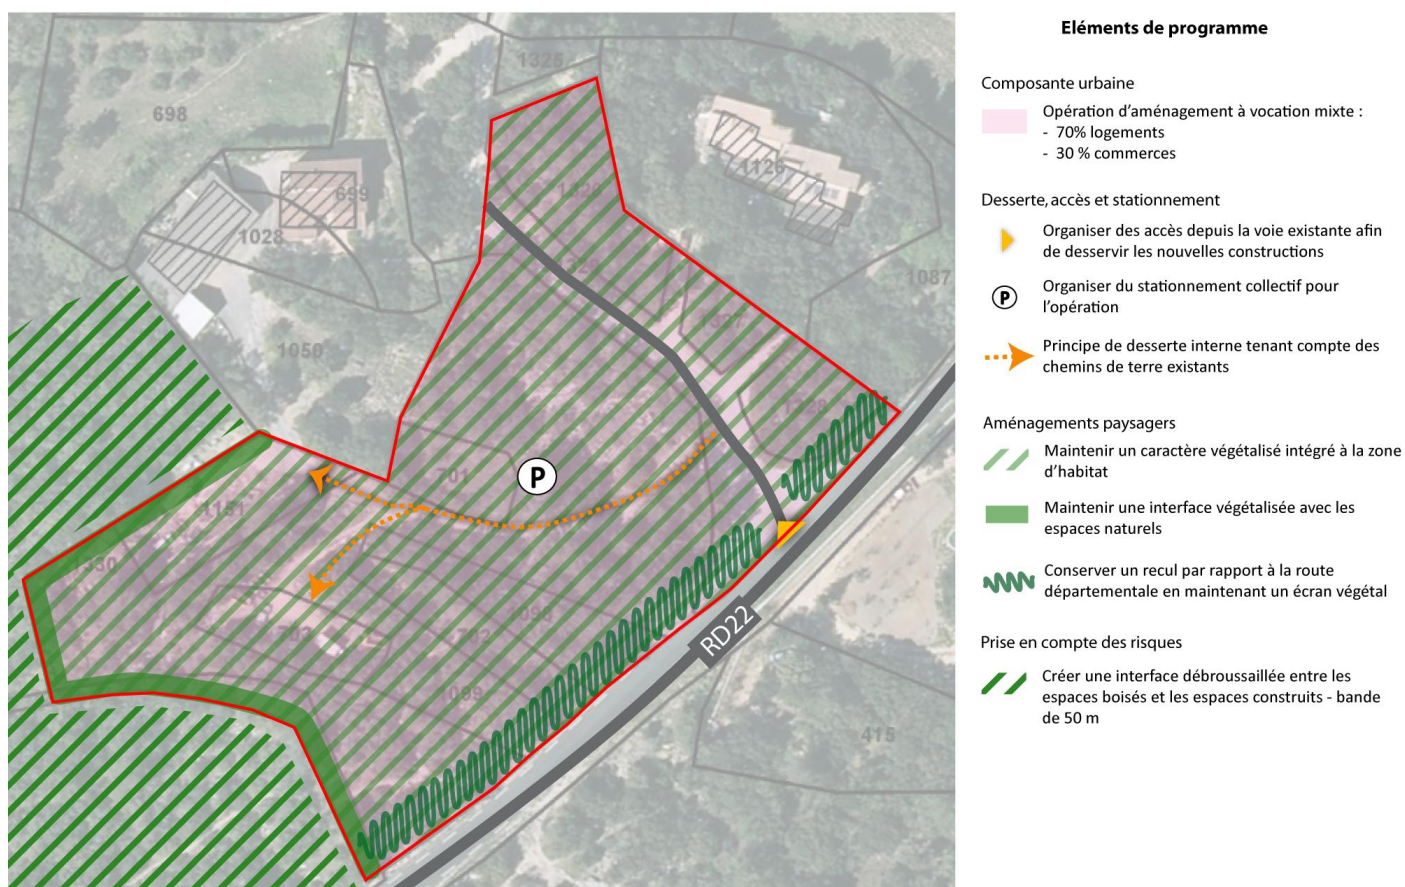 Eléments de programme
Composante urbaine
Opération d'aménagement à vocation mixte :
- 70% logements
- 30 % commerces
Desserte, accès et stationnement
Organiser des accès depuis la voie existante afin
de desservir les nouvelles constructions
P
Organiser du stationnement collectif pour
l'opération
Principe de desserte interne tenant compte des
chemins de terre existants
Aménagements paysagers
Maintenir un caractère végétalisé intégré à la zone
d'habitat
Maintenir une interface végétalisée avec les
espaces naturels
Conserver un recul par rapport à la route
départementale en maintenant un écran végétal
Prise en compte des risques
Créer une interface débroussaillée entre les
espaces boisés et les espaces construits - bande
de 50 m
1325
698
1126
699
1028
1087
1050
1327
1328
701
P
1151
1330
702
1099
RD22
415